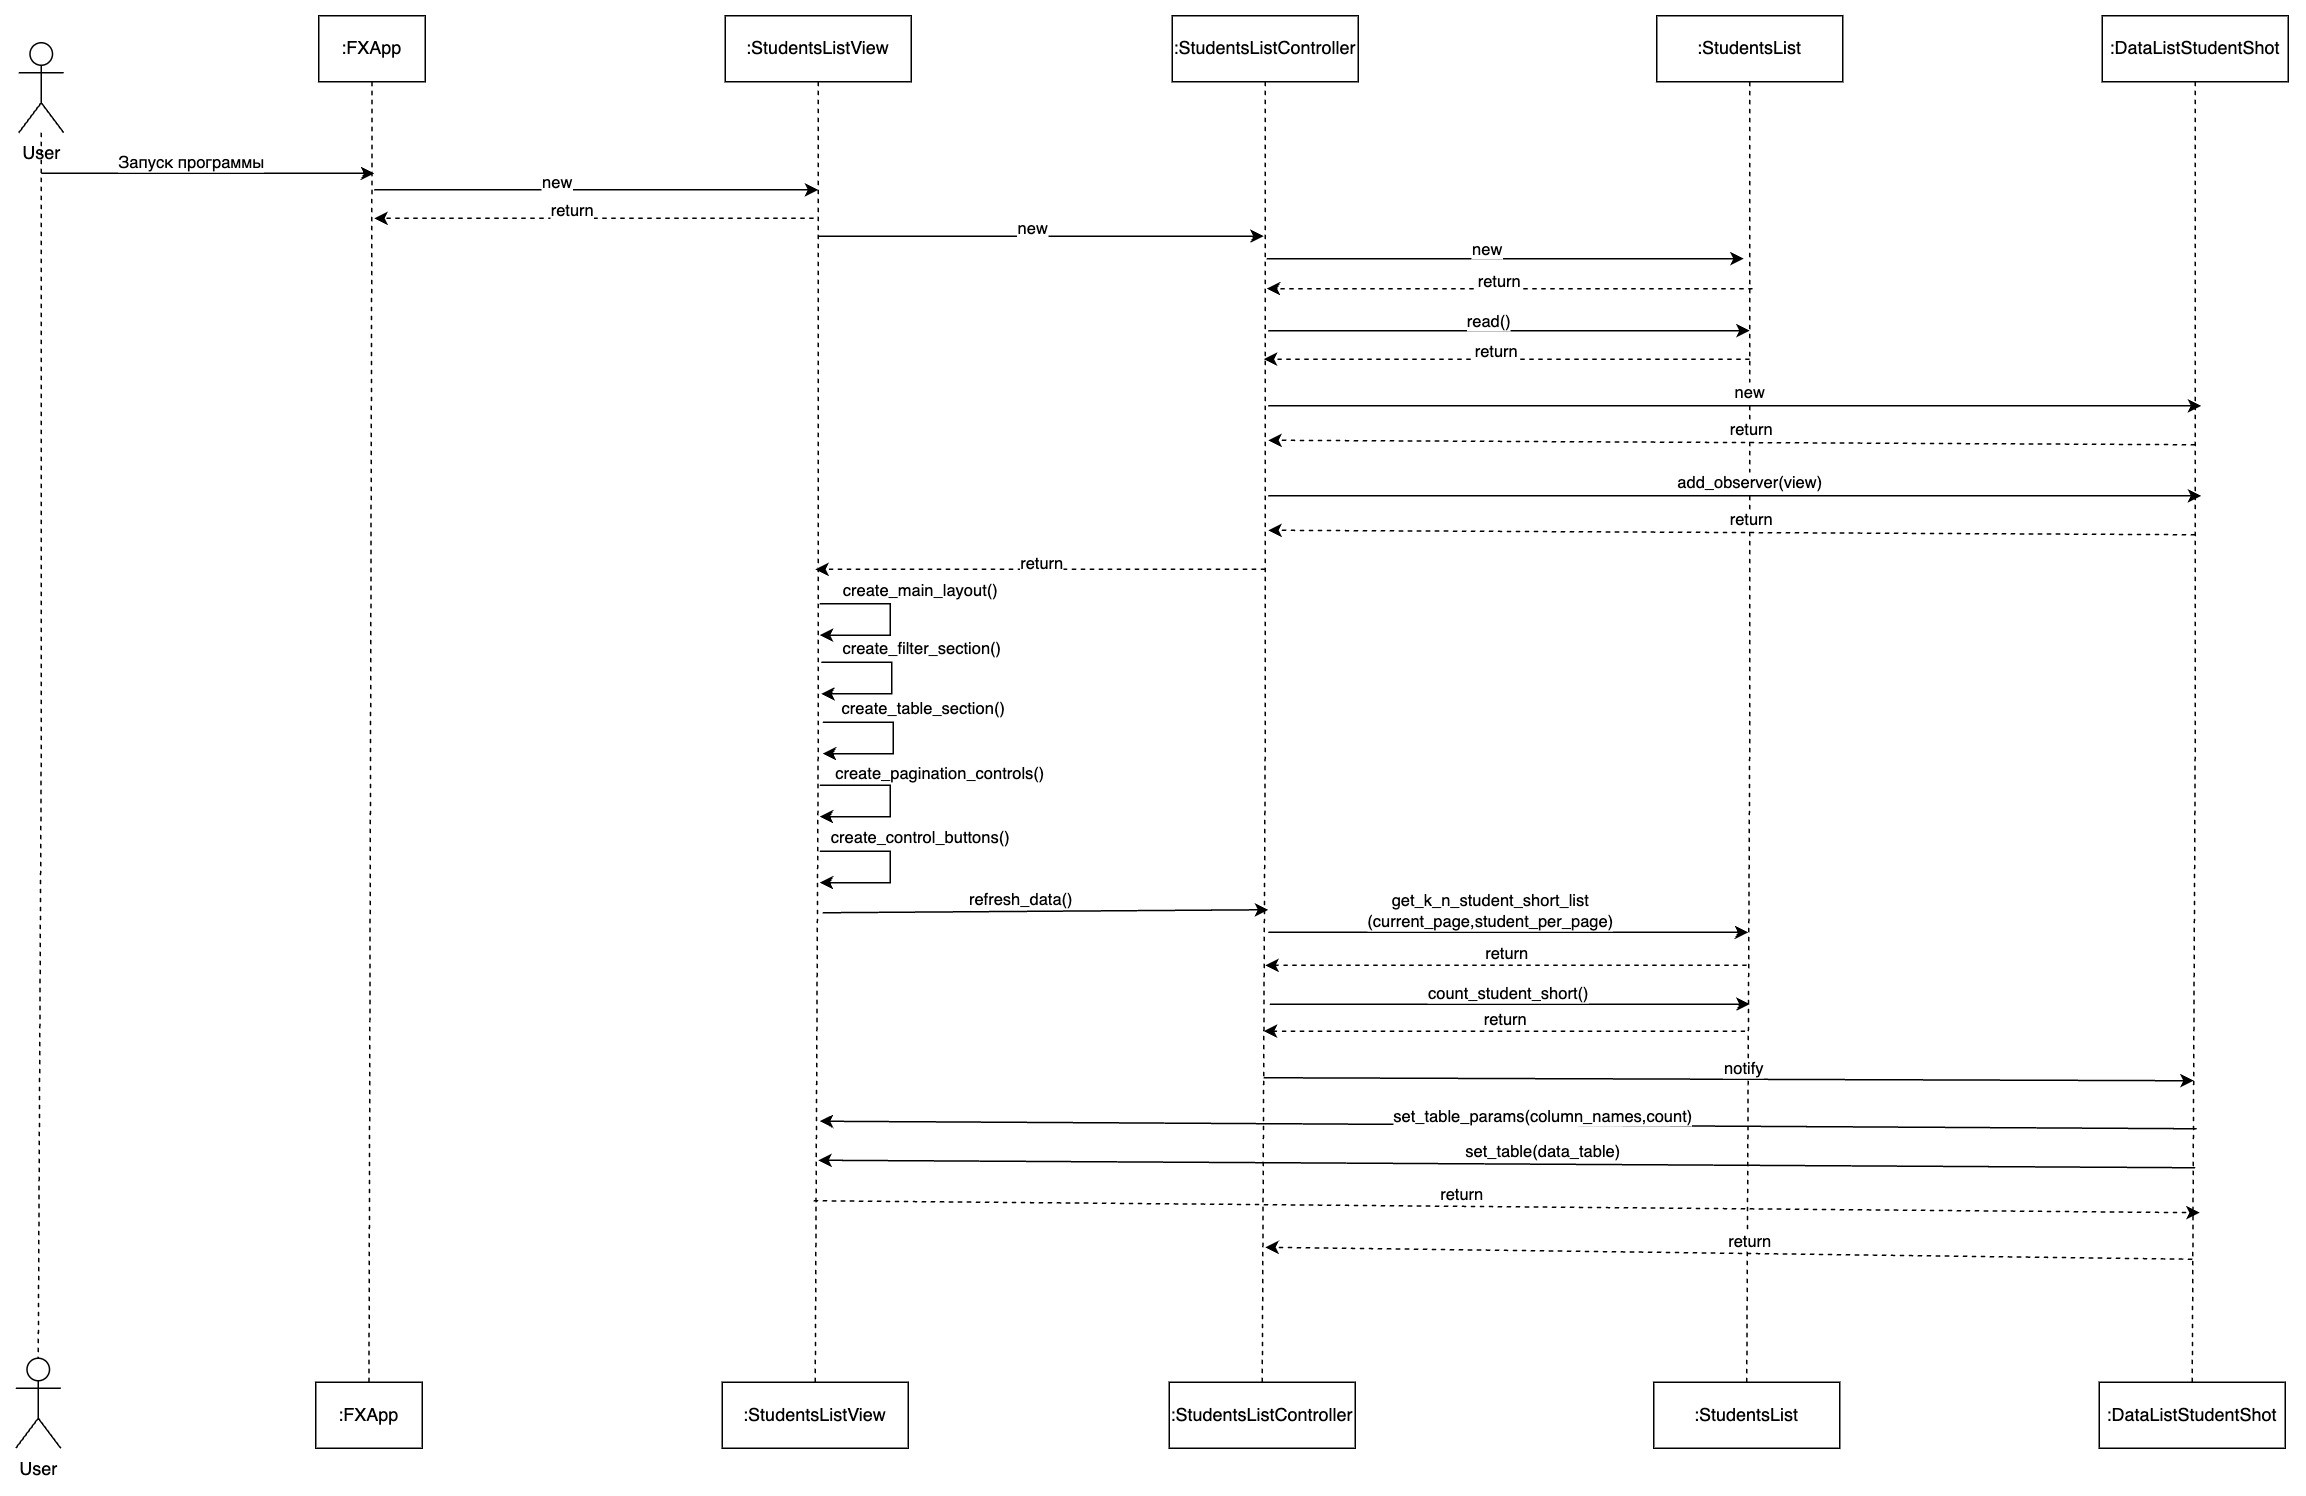 :FXApp
:StudentsListView
:StudentsListController
:StudentsList
:DataListStudentShot
User
Запуск программы
new
return
new
new
return
read()
return
new
return
add_observer(view)
return
return
create_main_layout()
create_filter_section()
create_table_section()
create_pagination_controls()
create_control_buttons()
refresh_data()
get_k_n_student_short_list
(current_page,student_per_page)
return
count_student_short()
return
notify
set_table_params(column_names,count)
set_table(data_table)
return
return
:FXApp
:StudentsListView
:StudentsListController
:StudentsList
:DataListStudentShot
User